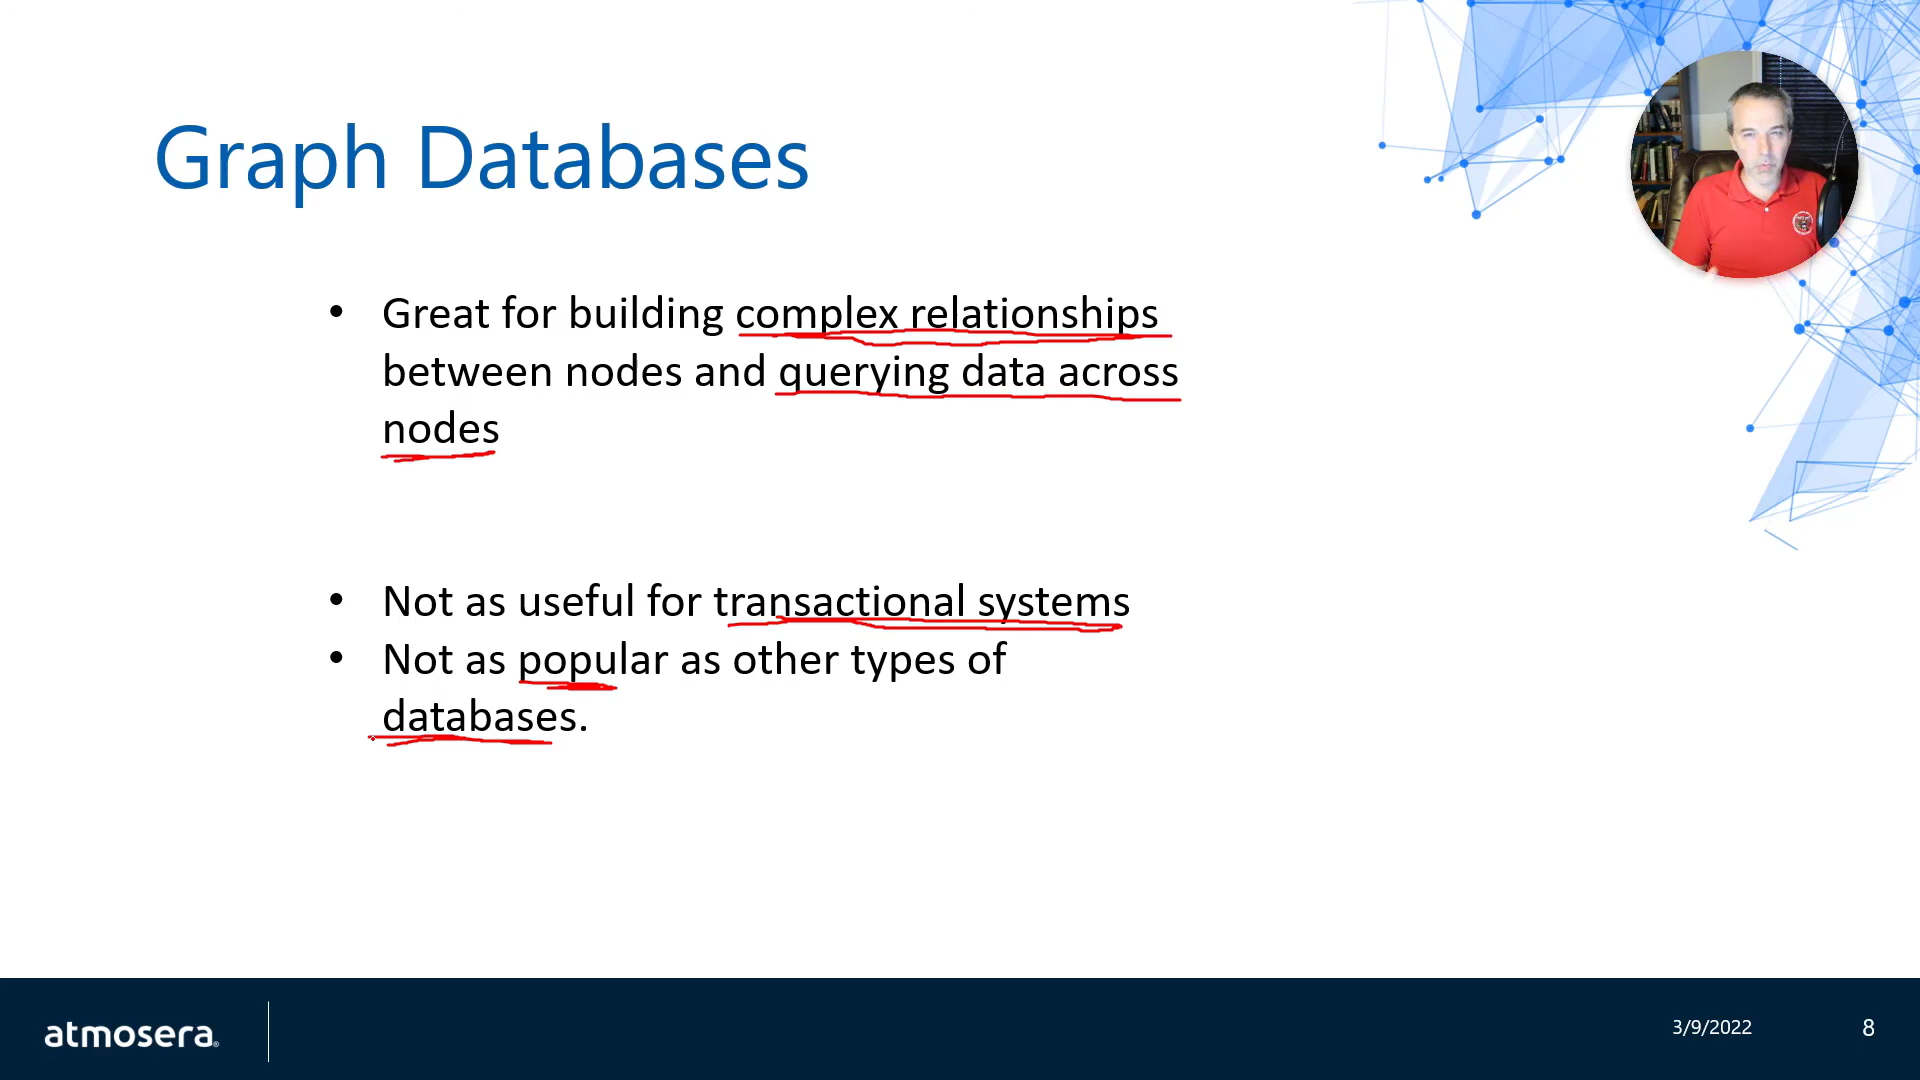 Graph Databases
• Great for building complex relationships
between nodes and querying data across
nodes
• Not as useful for transactional systems
• Not as popular as other types of
databases.
atmosera®
3/9/2022
8